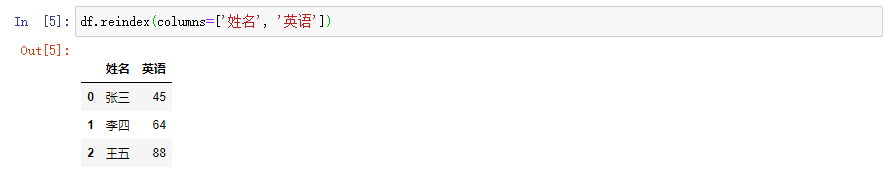 In [5]: df.reindex(columns=['姓名', '英语'])
Out[5]:
姓名 英语
0 张三 45
1 李四 64
2 王五 88